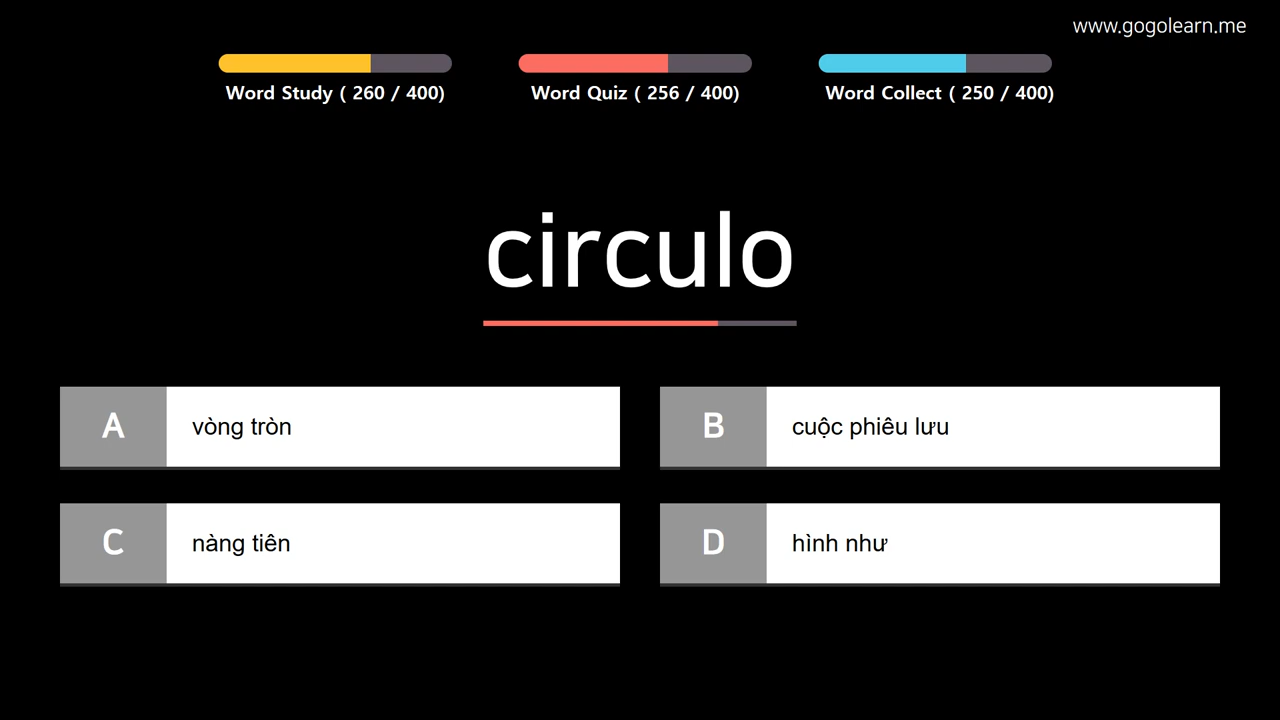 www.gogolearn.me
Word Study ( 260 / 400)
Word Quiz ( 256 / 400)
Word Collect ( 250 / 400)
circulo
A vòng tròn
B cuộc phiêu lưu
C nàng tiên
D hình như